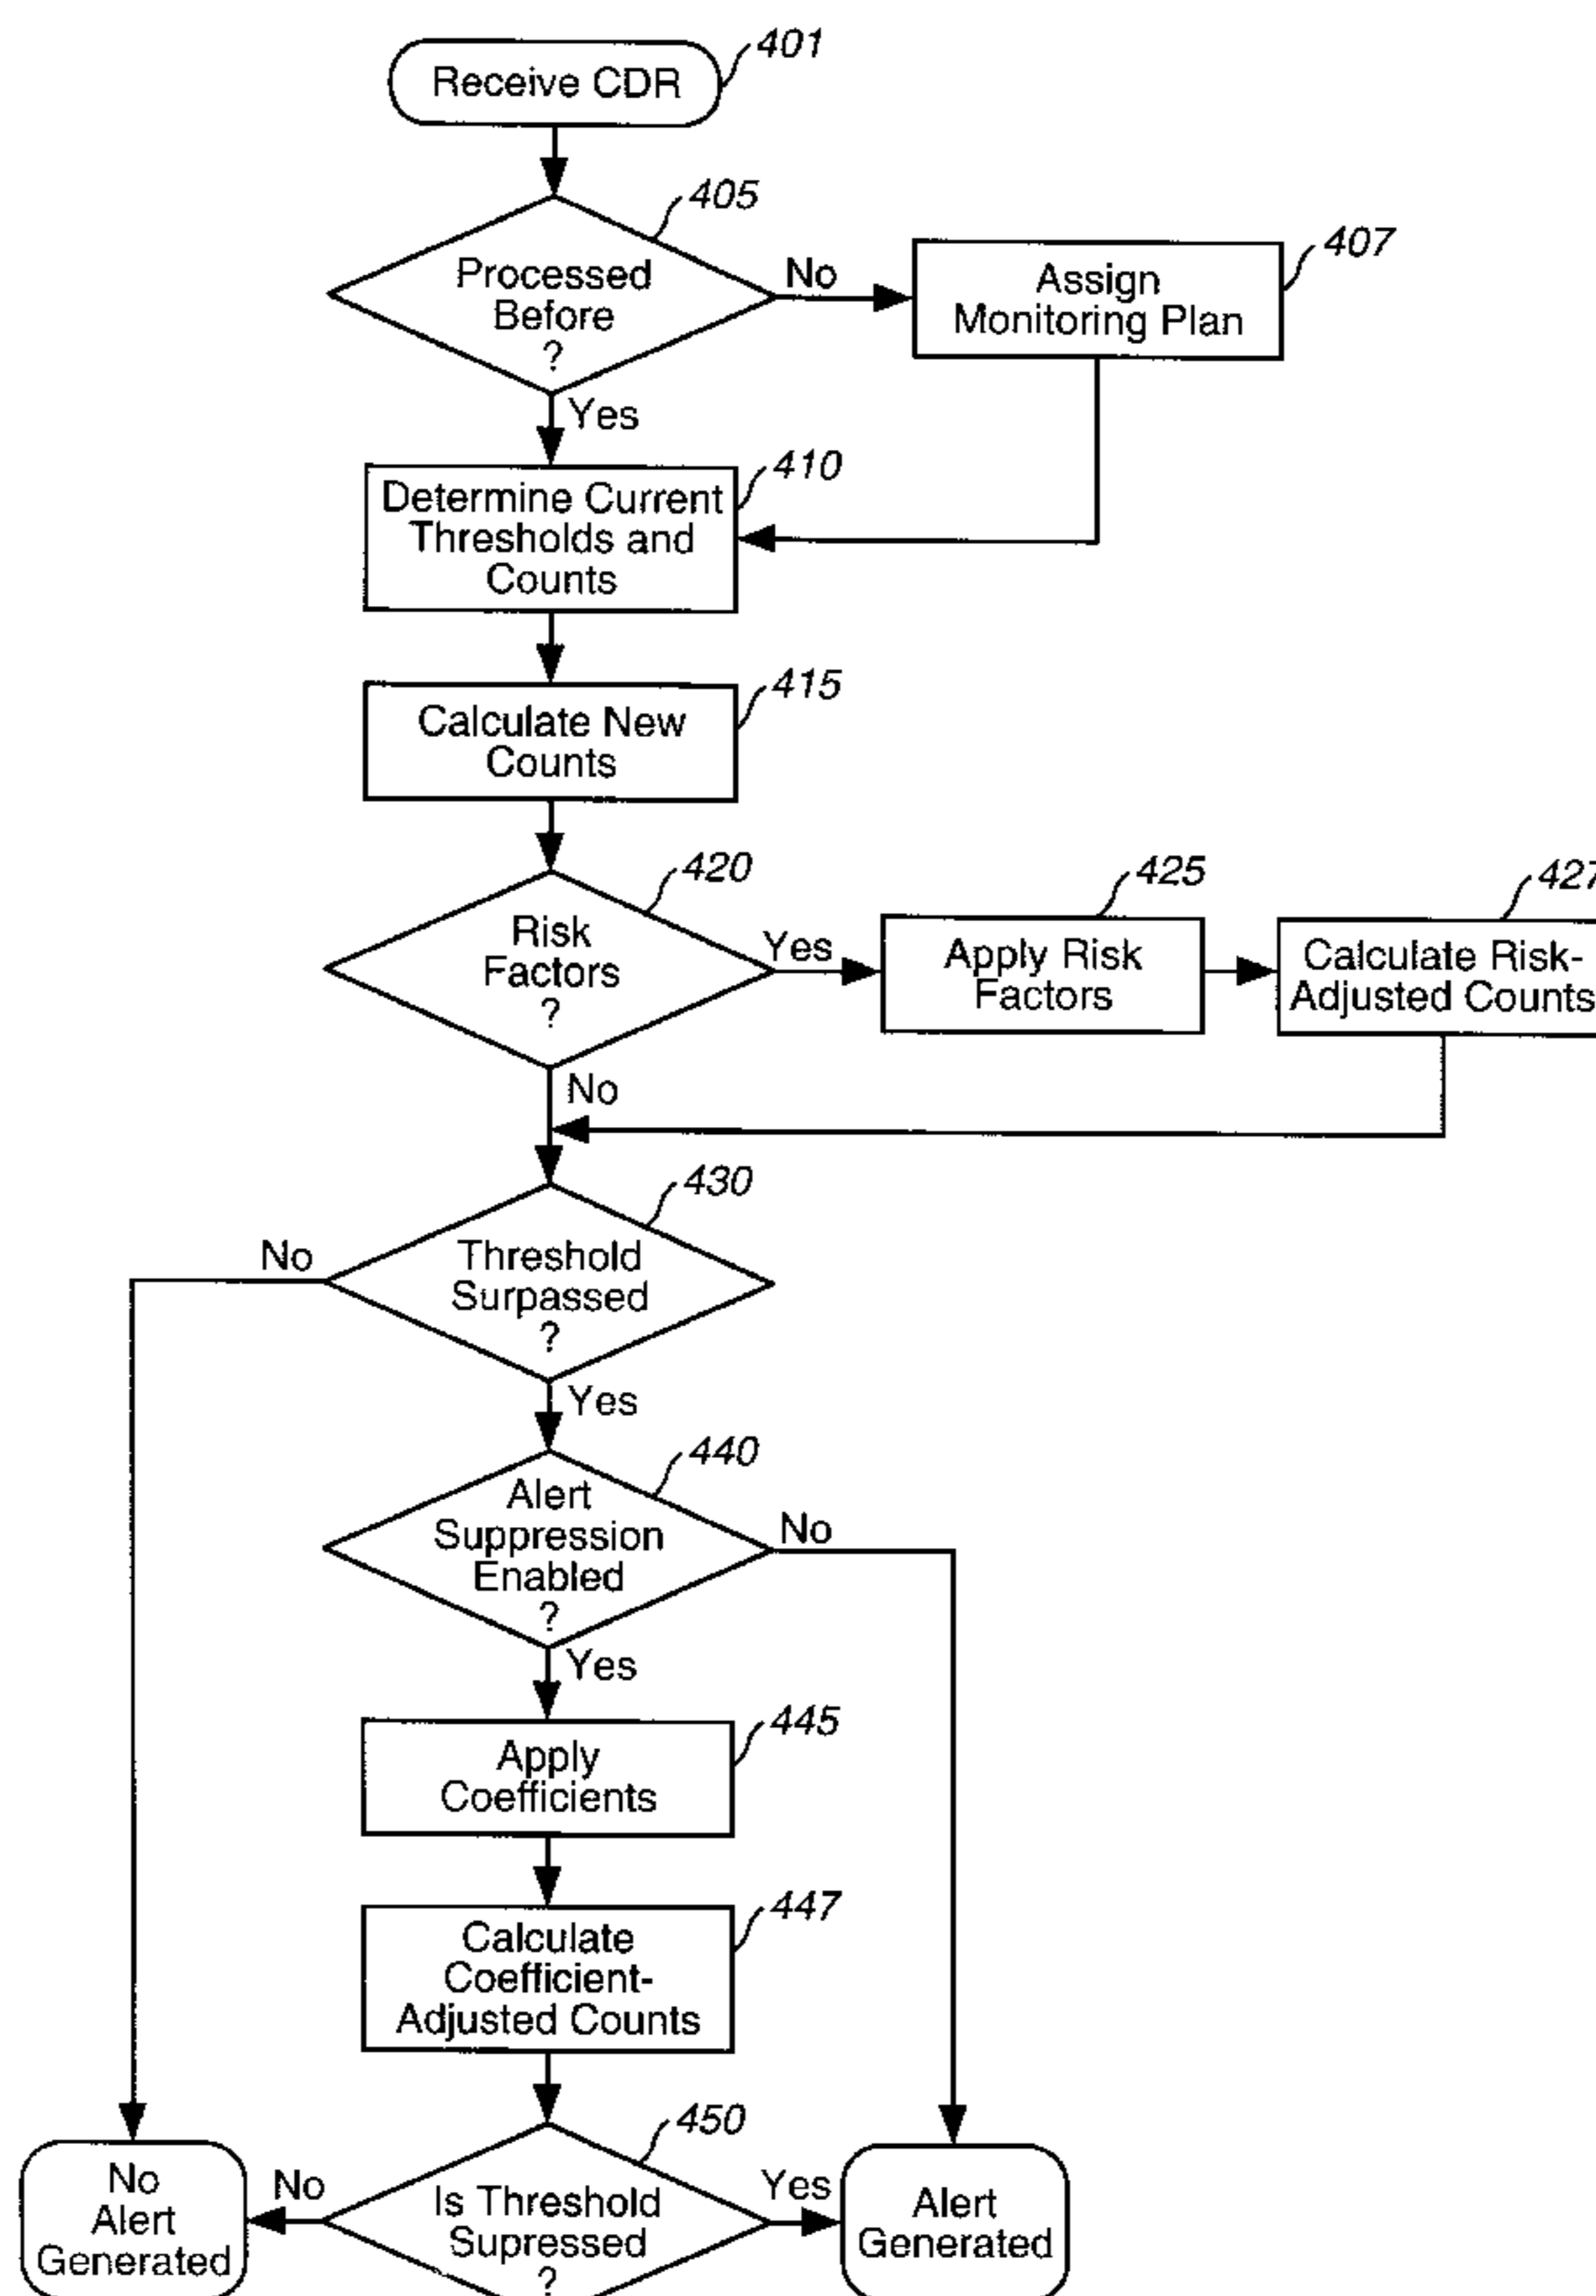 Receive CDR
401
405
Processed
Before
?
No
407
Assign
Monitoring Plan
Yes
410
Determine Current
Thresholds and
Counts
415
Calculate New
Counts
420
Risk
Factors
?
Yes
425
Apply Risk
Factors
427
Calculate Risk-
Adjusted Counts
No
430
Threshold
Surpassed
?
No
Yes
440
Alert
Suppression
Enabled
?
No
Yes
445
Apply
Coefficients
447
Calculate
Coefficient-
Adjusted Counts
450
Is Threshold
Supressed
?
No
Yes
No
Alert
Generated
Alert
Generated